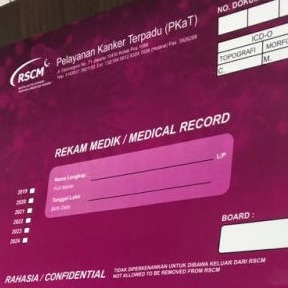 NO. DOKU
RSCM
Pelayanan Kanker Terpadu (PKaT)
ICD-O
TOPOGRAFI
MORFO
C.
M.
REKAM MEDIK / MEDICAL RECORD
Nama Lengkap
Full Name
L/P
Tanggal Lahir
Birth Date
2019
2020
2021
2022
2023
2024
BOARD :
RAHASIA / CONFIDENTIAL
TIDAK DIPERKENANKAN UNTUK DIBAWA KELUAR DARI RSCM
NOT ALLOWED TO BE REMOVED FROM RSCM